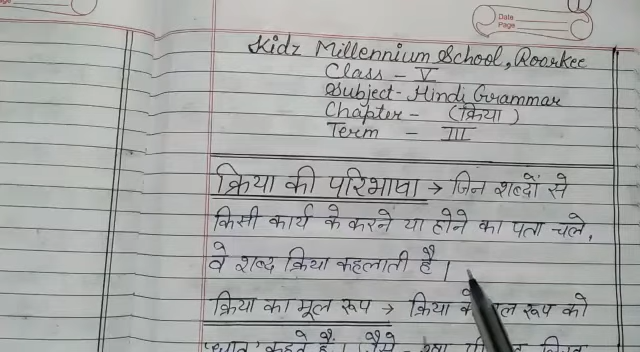 Date
Page
Kidz Millennium School, Roorkee
Class - V
Subject - Hindi Grammar
Chapter - (क्रिया)
Term - III
क्रिया की परिभाषा → जिन शब्दों से
किसी कार्य के करने या होने का पता चले,
वे शब्द क्रिया कहलाती है।
क्रिया का मूल रूप → क्रिया के रूप को
कहते हैं। जैसे -